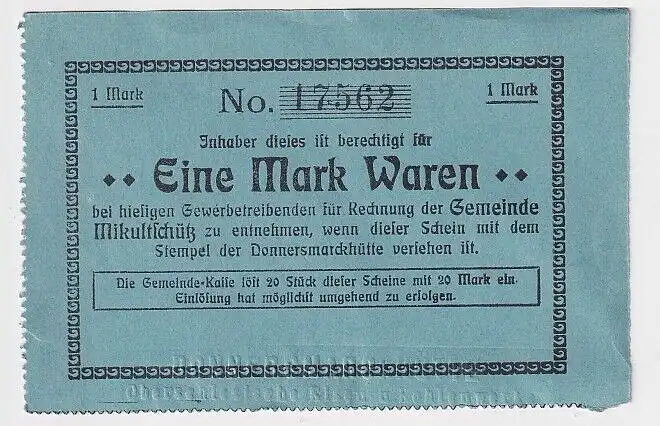 1 Mark
No. 17562
1 Mark
Inhaber dieses ist berechtigt für
Eine Mark Waren
bei hiesigen Gewerbetreibenden für Rechnung der Gemeinde
Mikultschütz zu entnehmen, wenn dieser Schein mit dem
Stempel der Donnersmarckhütte versehen ist.
Die Gemeinde-Kasse löst 20 Stück dieser Scheine mit 20 Mark ein.
Einlösung hat möglichst umgehend zu erfolgen.